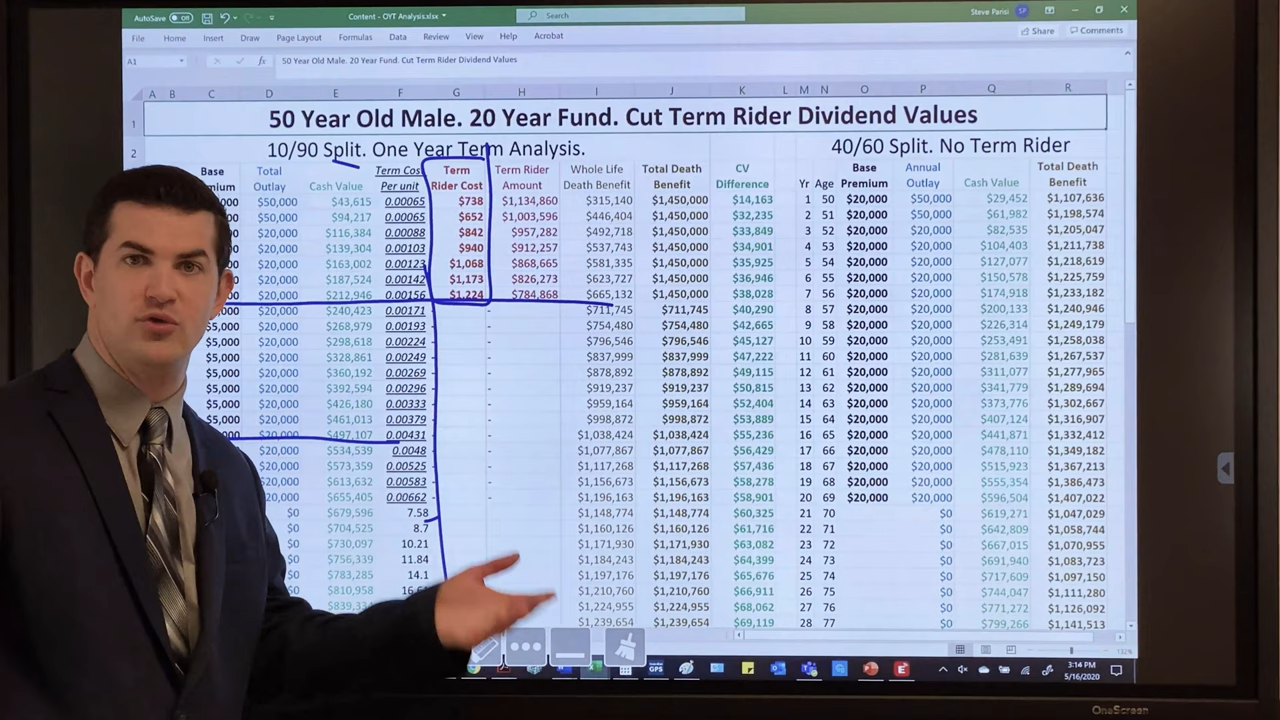 AutoSave Off
Content - OYT Analysis.xlsx
Search
Steve Parisi SP
File Home Insert Draw Page Layout Formulas Data Review View Help Acrobat
Share Comments
A1 fx 50 Year Old Male. 20 Year Fund. Cut Term Rider Dividend Values
A B C D E F G H I J K L M N O P Q R
1 50 Year Old Male. 20 Year Fund. Cut Term Rider Dividend Values
2 10/90 Split. One Year Term Analysis. 40/60 Split. No Term Rider
Base Total Term Cost Term Term Rider Whole Life Total Death CV Base Annual Total Death
Outlay Cash Value Per unit Rider Cost Amount Death Benefit Benefit Difference Yr Age Premium Outlay Cash Value Benefit
$50,000 $43,615 0.00065 $738 $1,134,860 $315,140 $1,450,000 $14,163 1 50 $20,000 $50,000 $29,452 $1,107,636
$50,000 $94,217 0.00065 $652 $1,003,596 $446,404 $1,450,000 $32,235 2 51 $20,000 $50,000 $61,982 $1,198,574
$20,000 $116,384 0.00088 $842 $957,282 $492,718 $1,450,000 $33,849 3 52 $20,000 $20,000 $82,535 $1,205,047
$20,000 $139,304 0.00103 $940 $912,257 $537,743 $1,450,000 $34,901 4 53 $20,000 $20,000 $104,403 $1,211,738
$20,000 $163,002 0.00123 $1,068 $868,665 $581,335 $1,450,000 $35,925 5 54 $20,000 $20,000 $127,077 $1,218,619
$20,000 $187,524 0.00142 $1,173 $826,273 $623,727 $1,450,000 $36,946 6 55 $20,000 $20,000 $150,578 $1,225,759
$20,000 $212,946 0.00156 $1,224 $784,868 $665,132 $1,450,000 $38,028 7 56 $20,000 $20,000 $174,918 $1,233,182
$20,000 $240,423 0.00171 - $711,745 $711,745 $40,290 8 57 $20,000 $20,000 $200,133 $1,240,946
$5,000 $20,000 $268,979 0.00193 - - $754,480 $754,480 $42,665 9 58 $20,000 $20,000 $226,314 $1,249,179
$5,000 $20,000 $298,618 0.00224 - - $796,546 $796,546 $45,127 10 59 $20,000 $20,000 $253,491 $1,258,038
$5,000 $20,000 $328,861 0.00249 - - $837,999 $837,999 $47,222 11 60 $20,000 $20,000 $281,639 $1,267,537
$5,000 $20,000 $360,192 0.00269 - - $878,892 $878,892 $49,115 12 61 $20,000 $20,000 $311,077 $1,277,965
$5,000 $20,000 $392,594 0.00296 - - $919,237 $919,237 $50,815 13 62 $20,000 $20,000 $341,779 $1,289,694
$5,000 $20,000 $426,180 0.00333 - - $959,164 $959,164 $52,404 14 63 $20,000 $20,000 $373,776 $1,302,667
$5,000 $20,000 $461,013 0.00379 - - $998,872 $998,872 $53,889 15 64 $20,000 $20,000 $407,124 $1,316,907
$20,000 $497,107 0.00431 - - $1,038,424 $1,038,424 $55,236 16 65 $20,000 $20,000 $441,871 $1,332,412
$20,000 $534,539 0.0048 - - $1,077,867 $1,077,867 $56,429 17 66 $20,000 $20,000 $478,110 $1,349,182
$20,000 $573,359 0.00525 - - $1,117,268 $1,117,268 $57,436 18 67 $20,000 $20,000 $515,923 $1,367,213
$20,000 $613,632 0.00583 - - $1,156,673 $1,156,673 $58,278 19 68 $20,000 $20,000 $555,354 $1,386,473
$20,000 $655,405 0.00662 - - $1,196,163 $1,196,163 $58,901 20 69 $20,000 $20,000 $596,504 $1,407,022
$0 $679,596 7.58 $1,148,774 $1,148,774 $60,325 21 70 $0 $619,271 $1,047,029
$0 $704,525 8.7 $1,160,126 $1,160,126 $61,716 22 71 $0 $642,809 $1,058,744
$0 $730,097 10.21 $1,171,930 $1,171,930 $63,082 23 72 $0 $667,015 $1,070,955
$0 $756,339 11.84 $1,184,243 $1,184,243 $64,399 24 73 $0 $691,940 $1,083,723
$0 $783,285 14.1 $1,197,176 $1,197,176 $65,676 25 74 $0 $717,609 $1,097,150
$0 $810,958 $1,210,760 $1,210,760 $66,911 26 75 $0 $744,047 $1,111,280
$1,224,955 $1,224,955 $68,062 27 76 $0 $771,272 $1,126,092
$1,239,654 $1,239,654 $69,119 28 77 $0 $799,266 $1,141,513
3:14 PM
5/16/2020
OneScreen